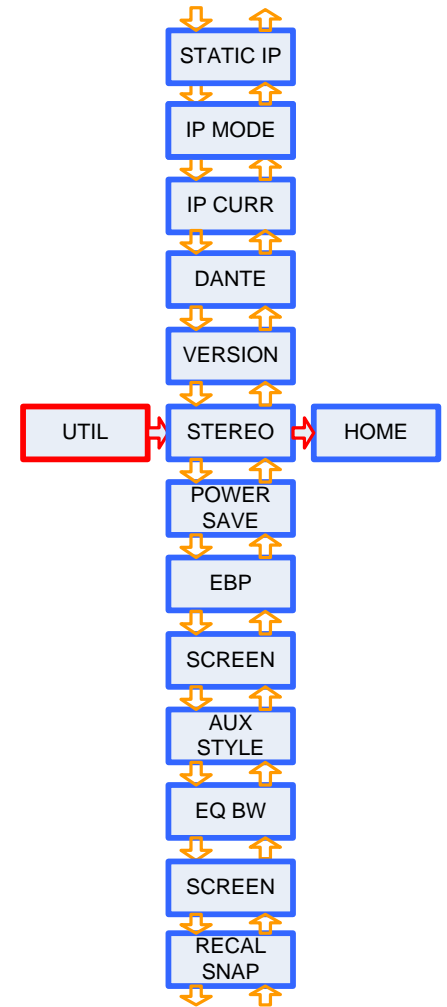 STATIC IP
IP MODE
IP CURR
DANTE
VERSION
UTIL
STEREO
HOME
POWER
SAVE
EBP
SCREEN
AUX
STYLE
EQ BW
SCREEN
RECAL
SNAP